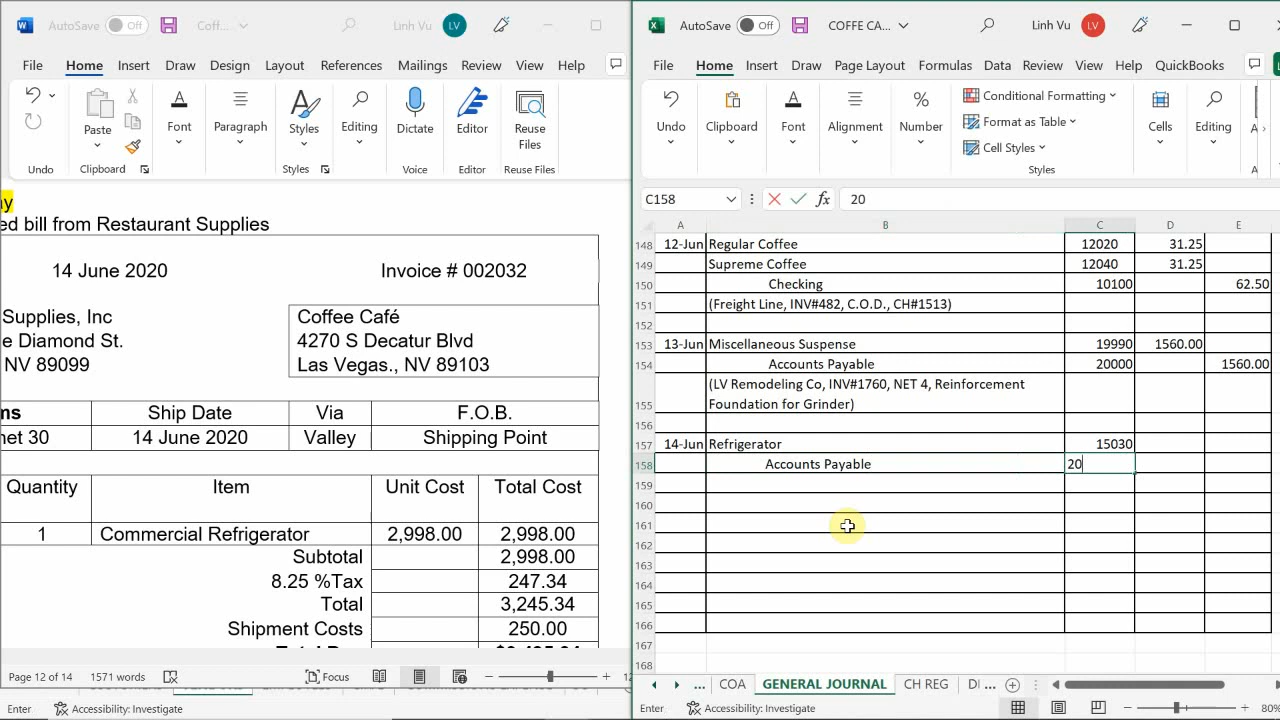 AutoSave Off Coff... Linh Vu LV
File Home Insert Draw Design Layout References Mailings Review View Help
Paste Font Paragraph Styles Editing Dictate Editor Reuse Files
Undo Clipboard Styles Voice Editor Reuse Files
ay
ed bill from Restaurant Supplies
14 June 2020 Invoice # 002032
Supplies, Inc
e Diamond St.
NV 89099
Coffee Café
4270 S Decatur Blvd
Las Vegas., NV 89103
ms Ship Date Via F.O.B.
net 30 14 June 2020 Valley Shipping Point
Quantity Item Unit Cost Total Cost
1 Commercial Refrigerator 2,998.00 2,998.00
Subtotal 2,998.00
8.25 %Tax 247.34
Total 3,245.34
Shipment Costs 250.00
Page 12 of 14 1571 words Focus
Enter Accessibility: Investigate
AutoSave Off COFFE CA... Linh Vu LV
File Home Insert Draw Page Layout Formulas Data Review View Help QuickBooks
Undo Clipboard Font Alignment Number Cells Editing
Conditional Formatting
Format as Table
Cell Styles
Styles
C158 fx 20
A B C D E
148 12-Jun Regular Coffee 12020 31.25
149 Supreme Coffee 12040 31.25
150 Checking 10100 62.50
151 (Freight Line, INV#482, C.O.D., CH#1513)
152
153 13-Jun Miscellaneous Suspense 19990 1560.00
154 Accounts Payable 20000 1560.00
(LV Remodeling Co, INV#1760, NET 4, Reinforcement
155 Foundation for Grinder)
156
157 14-Jun Refrigerator 15030
158 Accounts Payable 20
159
160
161
162
163
164
165
166
167
168
... COA GENERAL JOURNAL CH REG DI ...
Enter Accessibility: Investigate 80%